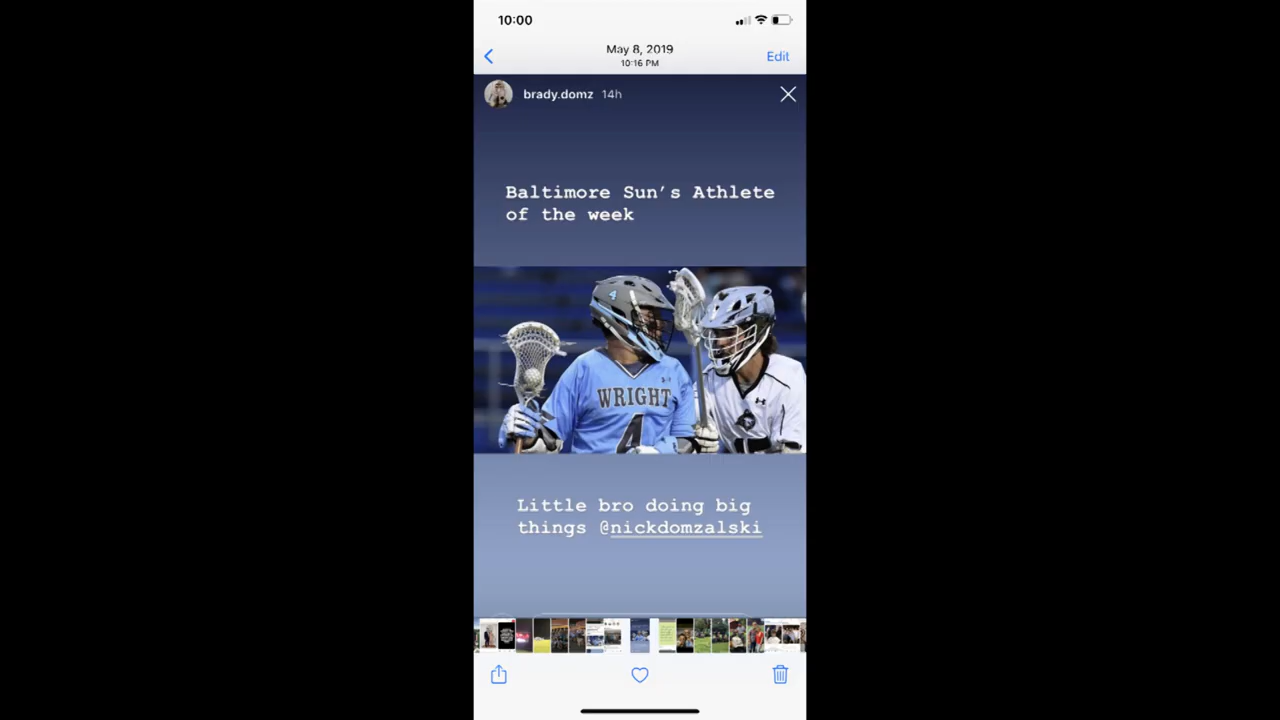 10:00
May 8, 2019
10:16 PM
Edit
brady.domz 14h
Baltimore Sun's Athlete
of the week
4
WRIGHT
4
Little bro doing big
things @nickdomzalski